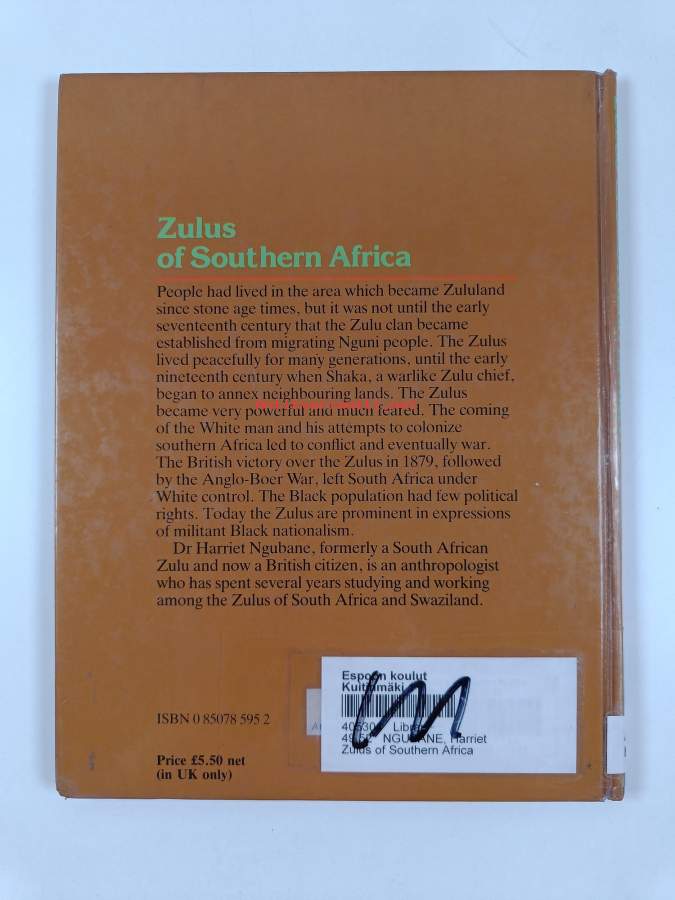 Zulus
of Southern Africa
People had lived in the area which became Zululand
since stone age times, but it was not until the early
seventeenth century that the Zulu clan became
established from migrating Nguni people. The Zulus
lived peacefully for many generations, until the early
nineteenth century when Shaka, a warlike Zulu chief,
began to annex neighbouring lands. The Zulus
became very powerful and much feared. The coming
of the White man and his attempts to colonize
southern Africa led to conflict and eventually war.
The British victory over the Zulus in 1879, followed
by the Anglo-Boer War, left South Africa under
White control. The Black population had few political
rights. Today the Zulus are prominent in expressions
of militant Black nationalism.
Dr Harriet Ngubane, formerly a South African
Zulu and now a British citizen, is an anthropologist
who has spent several years studying and working
among the Zulus of South Africa and Swaziland.
Espoon koulut
Kuitinmäki
NGUBANE, Harriet
Zulus of Southern Africa
ISBN 0 85078 595 2
Price £5.50 net
(in UK only)